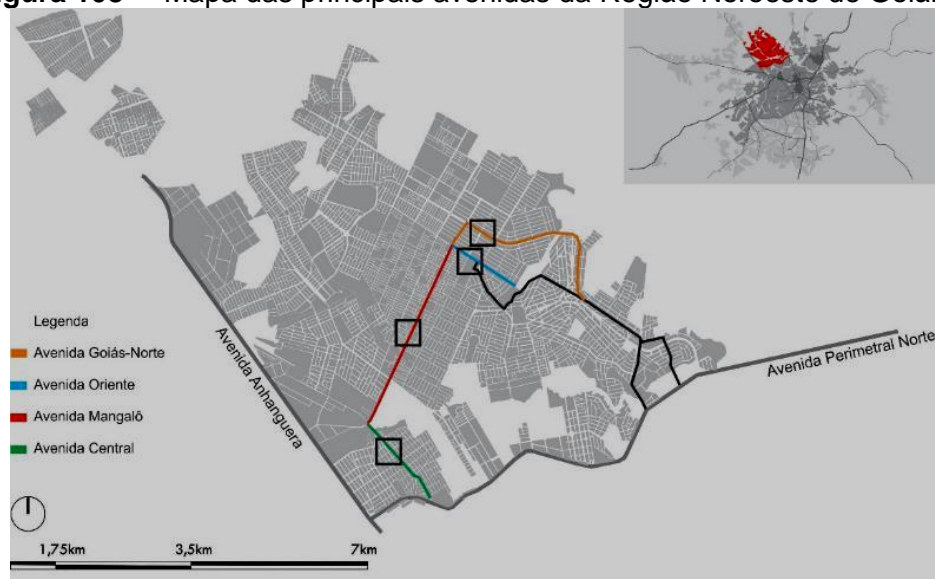 Mapa das principais avenidas da Região Noroeste de
Legenda
Avenida Goiás-Norte
Avenida Oriente
Avenida Mangalô
Avenida Central
Avenida Anhanguera
Avenida Perimetral Norte
1,75km 3,5km 7km